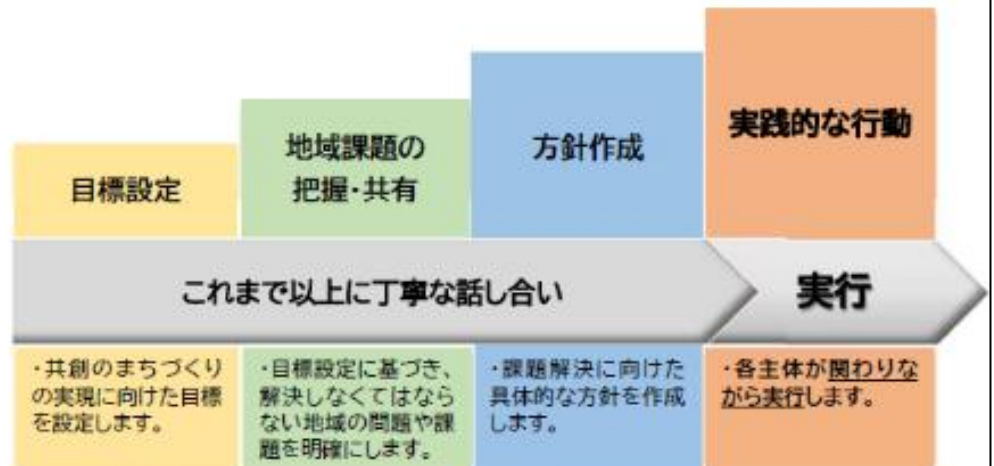 目標設定
地域課題の
把握・共有
方針作成
実践的な行動
これまで以上に丁寧な話し合い
実行
・共創のまちづくり
の実現に向けた目標
を設定します。
・目標設定に基づき、
解決しなくてはなら
ない地域の問題や課
題を明確にします。
・課題解決に向けた
具体的な方針を作成
します。
・各主体が関わりな
がら実行します。